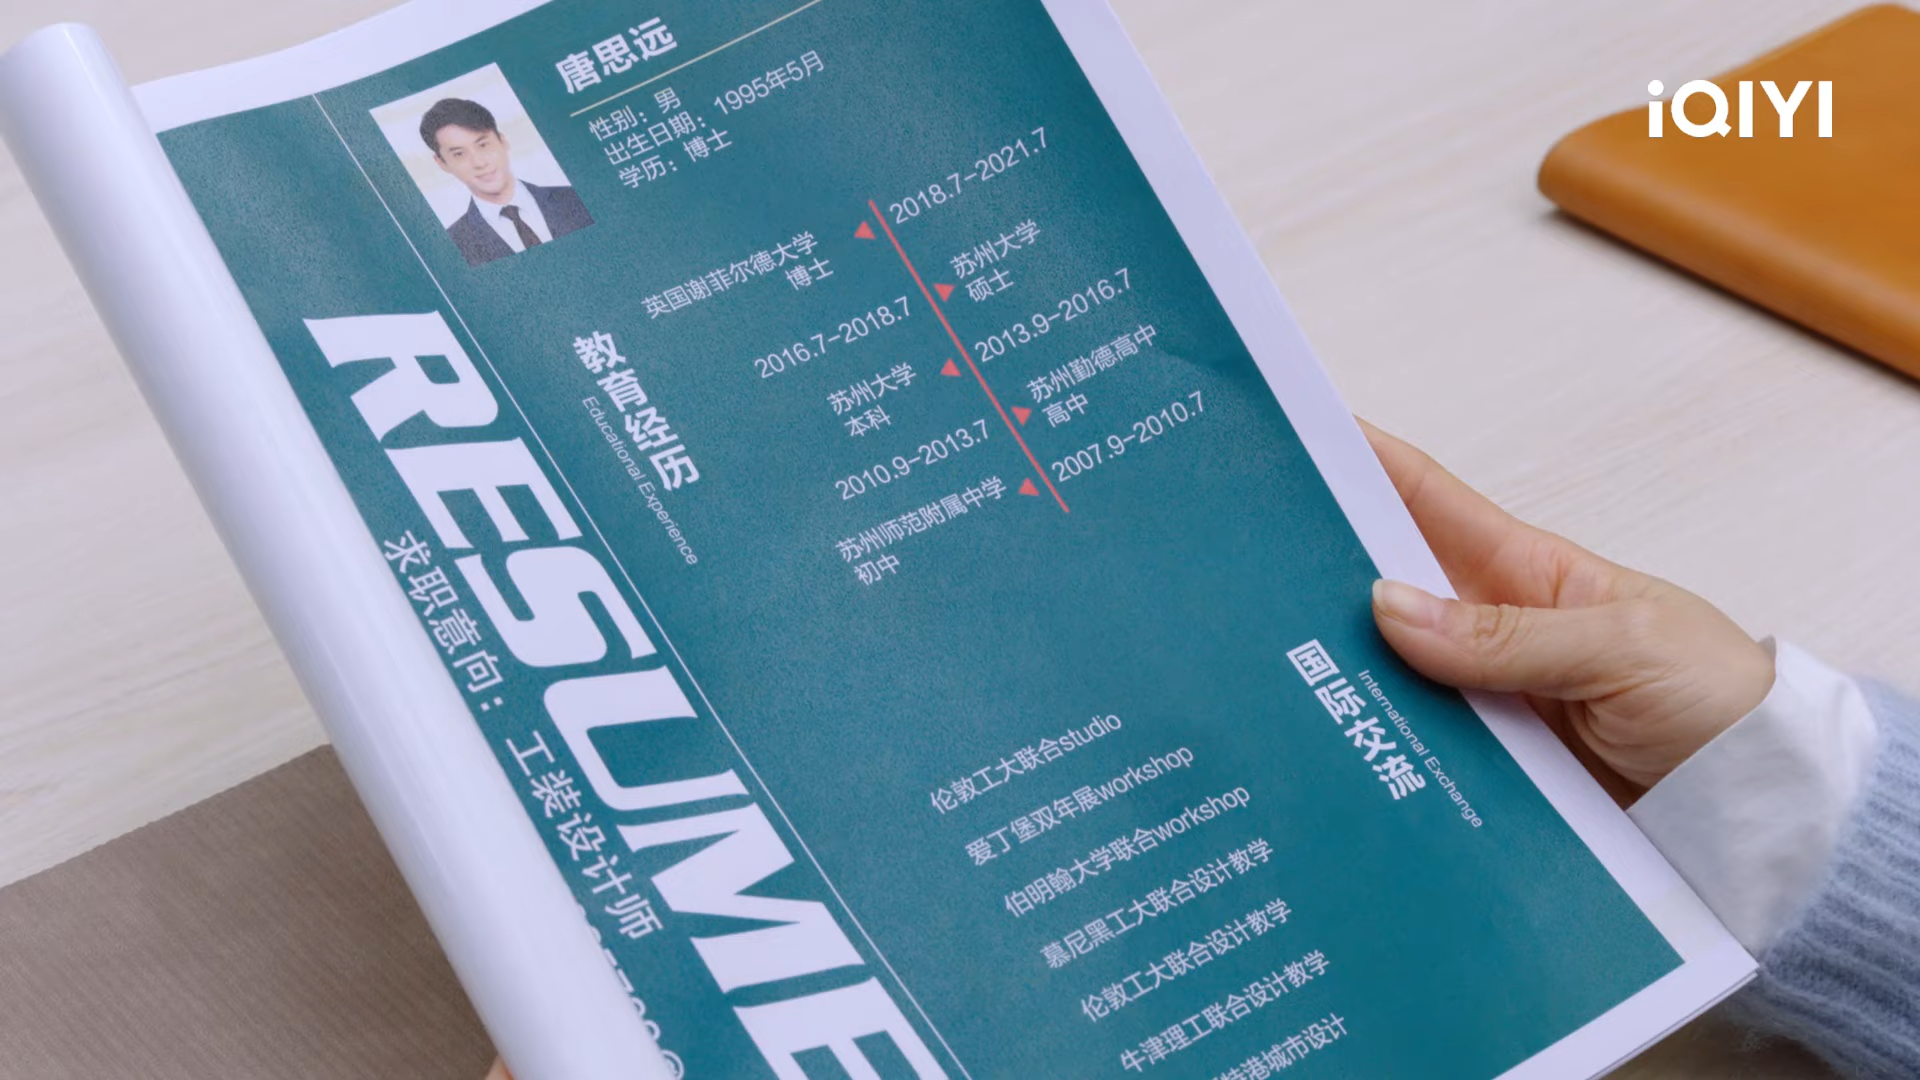 iQIYI
唐思远
性别：男
出生日期：1995年5月
学历：博士
RESUME
求职意向：工装设计师
教育经历
Educational Experience
2018.7-2021.7
英国谢菲尔德大学
博士
苏州大学
硕士
2016.7-2018.7
2013.9-2016.7
苏州大学
本科
苏州勤德高中
高中
2010.9-2013.7
2007.9-2010.7
苏州师范附属中学
初中
国际交流
International Exchange
伦敦工大联合studio
爱丁堡双年展workshop
伯明翰大学联合workshop
慕尼黑工大联合设计教学
伦敦工大联合设计教学
牛津理工联合设计教学
港城市设计